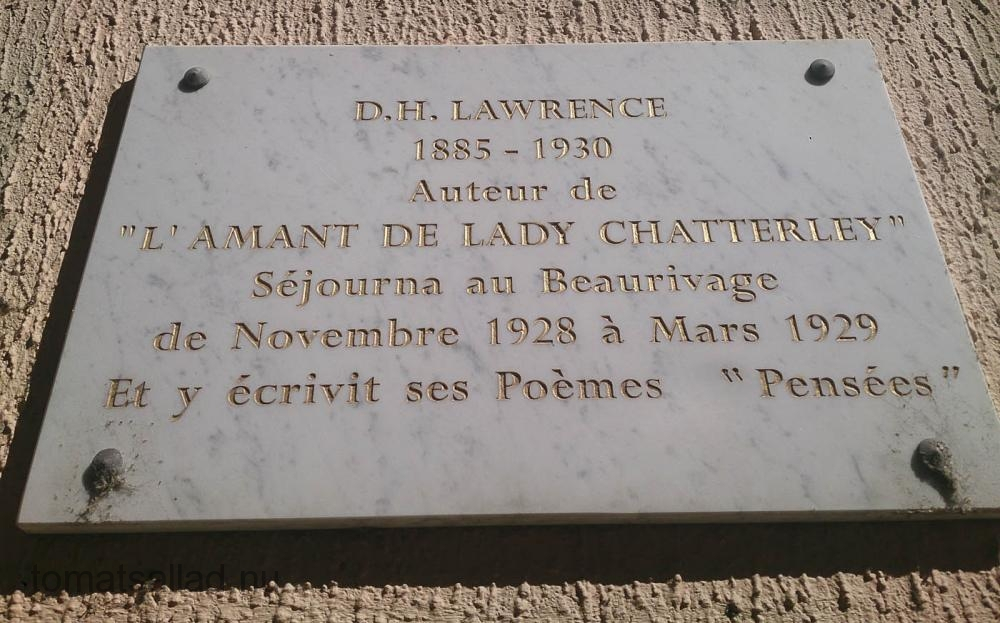 D.H. LAWRENCE
1885 - 1930
Auteur de
"L'AMANT DE LADY CHATTERLEY"
Séjourna au Beaurivage
de Novembre 1928 à Mars 1929
Et y écrivit ses Poèmes “Pensées”
tomatsallad.nu